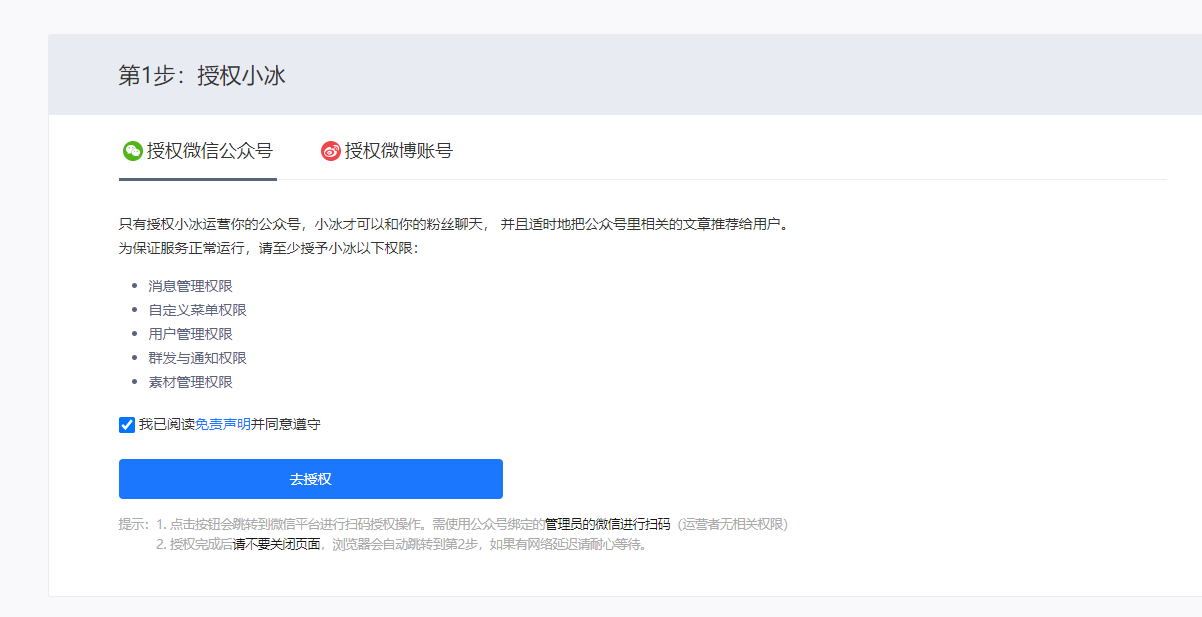 第1步：授权小冰
授权微信公众号 授权微博账号
只有授权小冰运营你的公众号，小冰才可以和你的粉丝聊天， 并且适时地把公众号里相关的文章推荐给用户。
为保证服务正常运行，请至少授予小冰以下权限：
• 消息管理权限
• 自定义菜单权限
• 用户管理权限
• 群发与通知权限
• 素材管理权限
我已阅读免责声明并同意遵守
去授权
提示： 1. 点击按钮会跳转到微信平台进行扫码授权操作。需使用公众号绑定的管理员的微信进行扫码（运营者无相关权限）
2. 授权完成后请不要关闭页面，浏览器会自动跳转到第2步，如果有网络延迟请耐心等待。